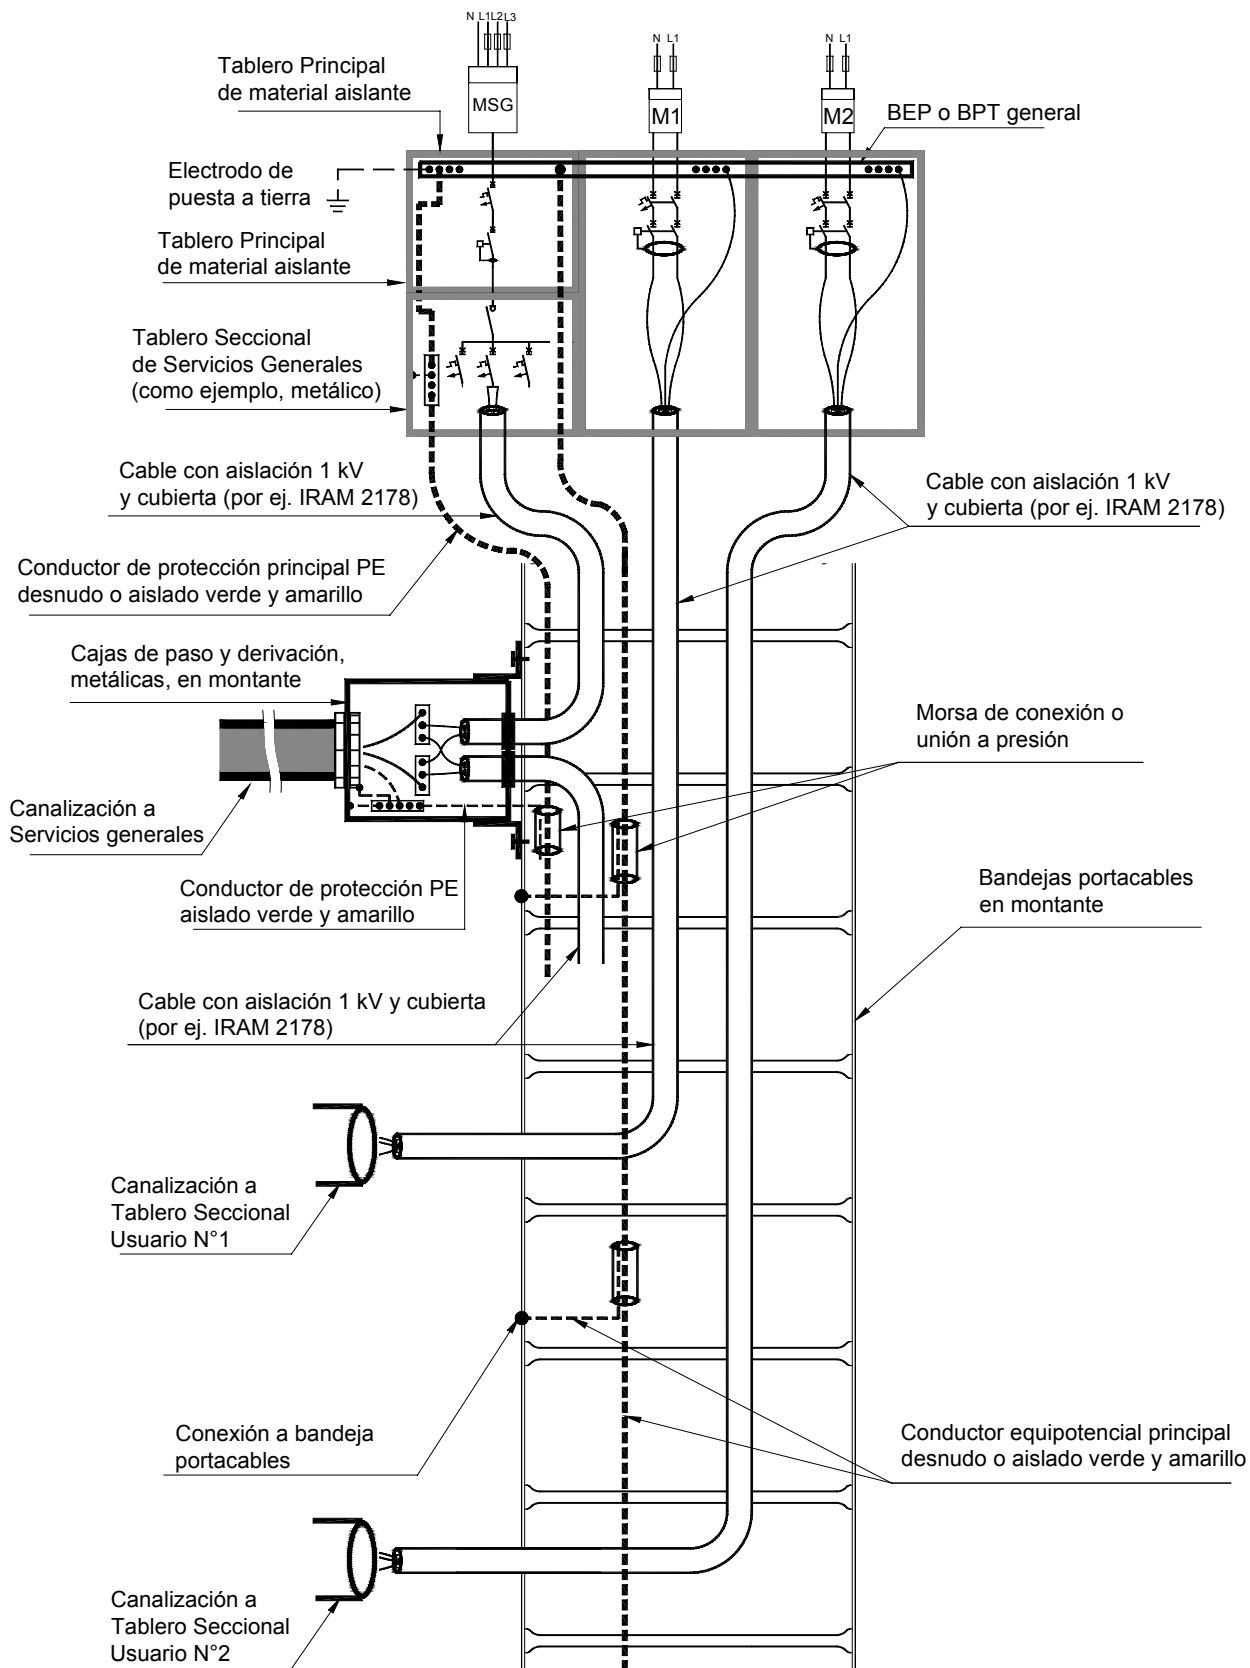 N L1 L2 L3
N L1
N L1
Tablero Principal
de material aislante
MSG
M1
M2
BEP o BPT general
Electrodo de
puesta a tierra
Tablero Principal
de material aislante
Tablero Seccional
de Servicios Generales
(como ejemplo, metálico)
Cable con aislación 1 kV
y cubierta (por ej. IRAM 2178)
Cable con aislación 1 kV
y cubierta (por ej. IRAM 2178)
Conductor de protección principal PE
desnudo o aislado verde y amarillo
Cajas de paso y derivación,
metálicas, en montante
Morsa de conexión o
unión a presión
Canalización a
Servicios generales
Conductor de protección PE
aislado verde y amarillo
Bandejas portacables
en montante
Cable con aislación 1 kV y cubierta
(por ej. IRAM 2178)
Canalización a
Tablero Seccional
Usuario N°1
Conexión a bandeja
portacables
Conductor equipotencial principal
desnudo o aislado verde y amarillo
Canalización a
Tablero Seccional
Usuario N°2